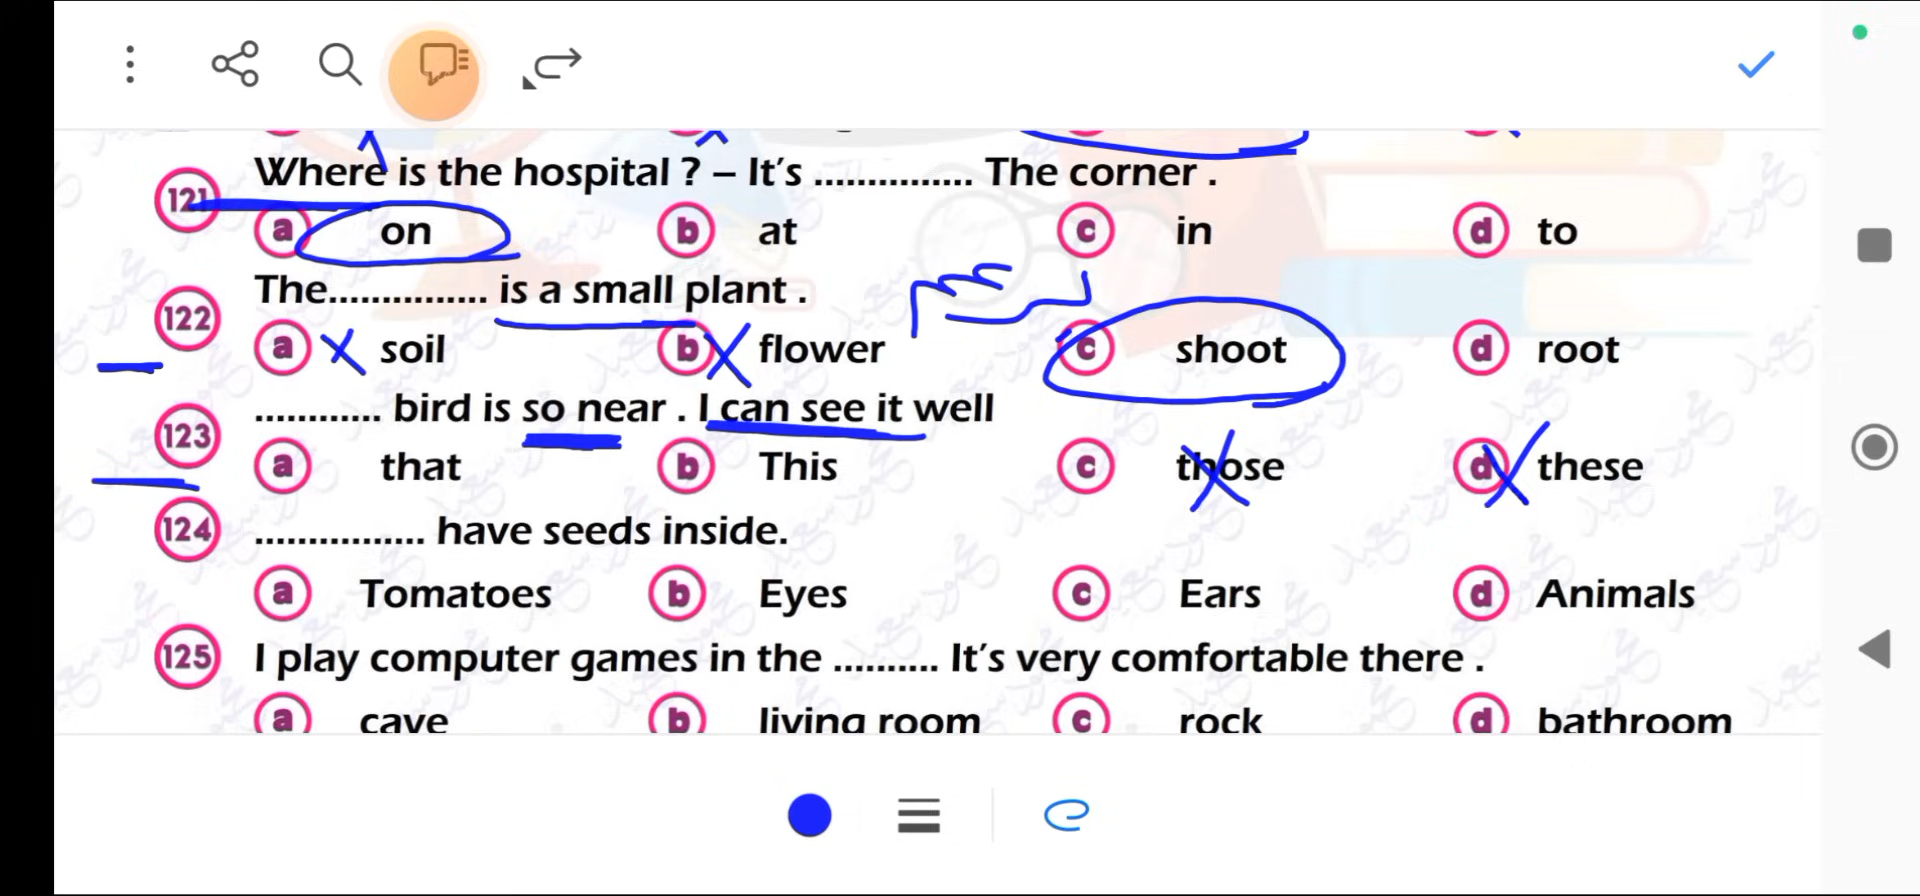 121 Where is the hospital ? – It's ............... The corner .
a on b at c in d to
122 The............... is a small plant .
a soil b flower c shoot d root
123 ............ bird is so near . I can see it well
a that b This c those d these
124 ................ have seeds inside.
a Tomatoes b Eyes c Ears d Animals
125 I play computer games in the .......... It's very comfortable there .
a cave b living room c rock d bathroom